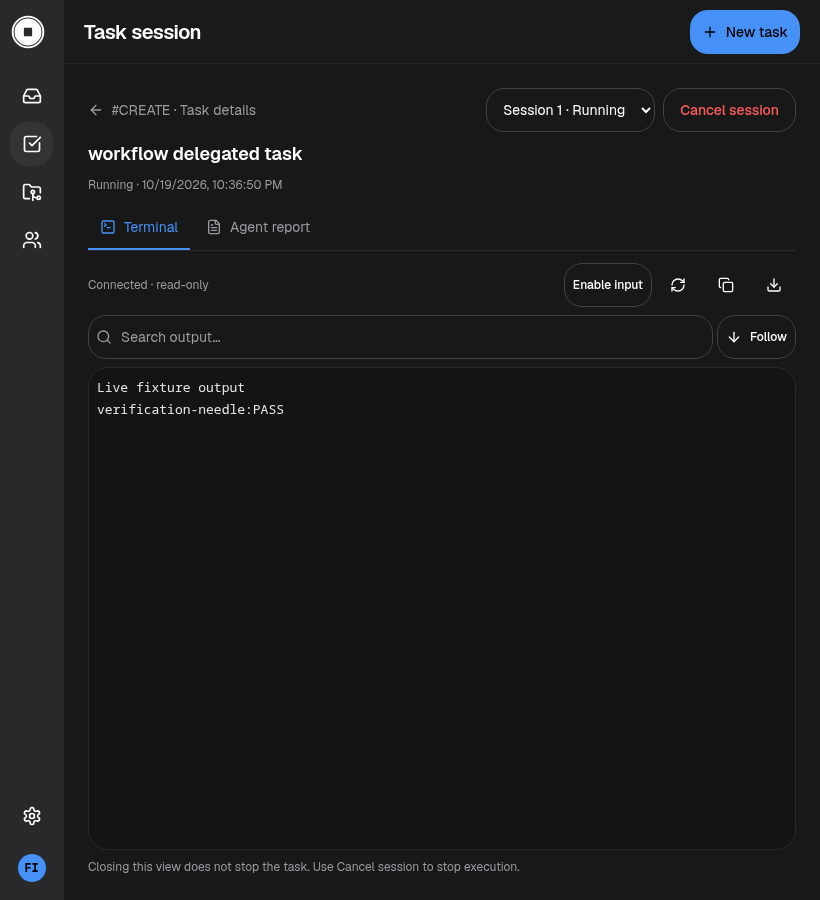 Task session
New task
#CREATE · Task details
Session 1 · Running
Cancel session
workflow delegated task
Running · 10/19/2026, 10:36:50 PM
Terminal
Agent report
Connected · read-only
Enable input
Search output…
Follow
Live fixture output
verification-needle:PASS
Closing this view does not stop the task. Use Cancel session to stop execution.
FI